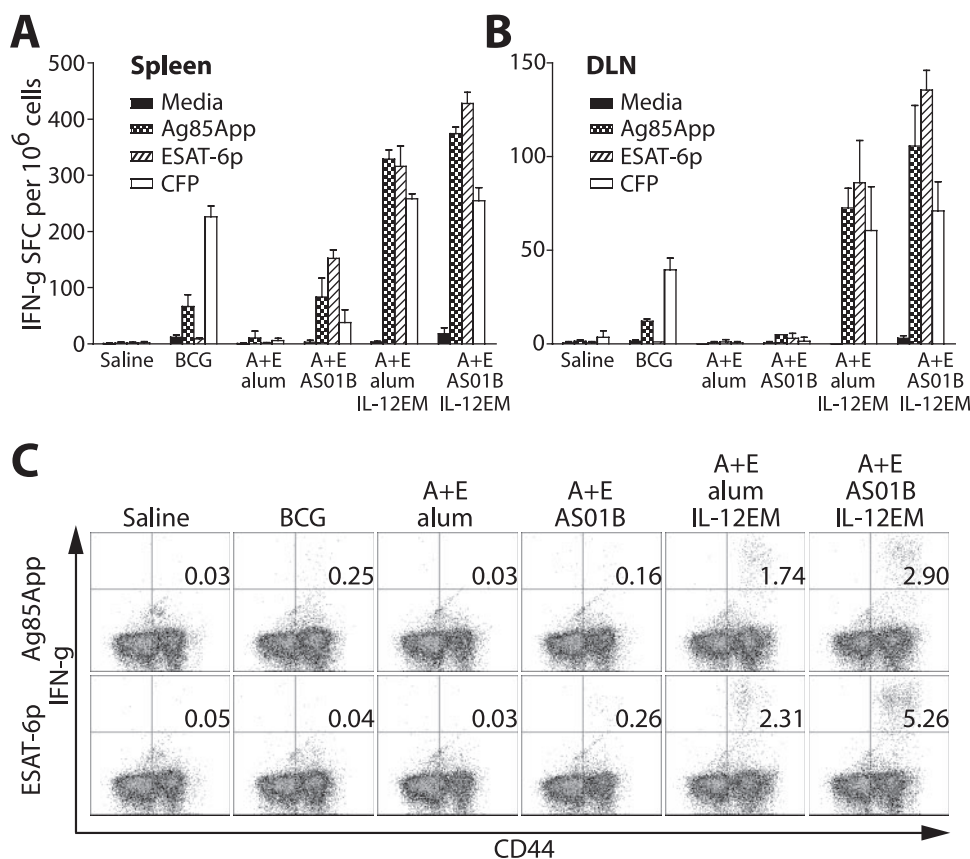 A
B
Spleen
Media
Ag85App
ESAT-6p
CFP
IFN-g SFC per 10⁶ cells
500
400
300
200
100
0
Saline
BCG
A+E
alum
A+E
AS01B
A+E
alum
IL-12EM
A+E
AS01B
IL-12EM
DLN
Media
Ag85App
ESAT-6p
CFP
150
100
50
0
Saline
BCG
A+E
alum
A+E
AS01B
A+E
alum
IL-12EM
A+E
AS01B
IL-12EM
C
Saline
BCG
A+E
alum
A+E
AS01B
A+E
alum
IL-12EM
A+E
AS01B
IL-12EM
Ag85App
0.03
0.25
0.03
0.16
1.74
2.90
IFN-g
ESAT-6p
0.05
0.04
0.03
0.26
2.31
5.26
CD44